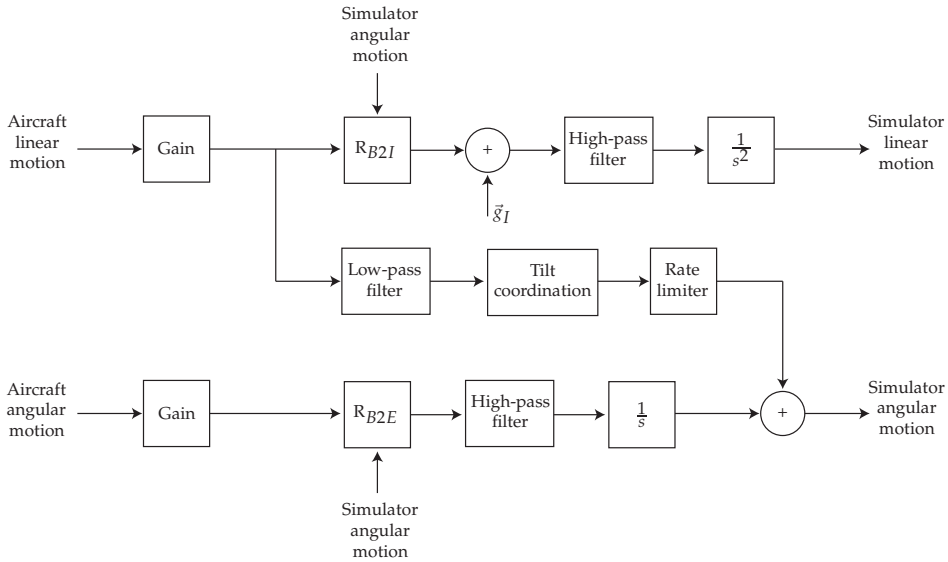 Simulator
angular
motion
Aircraft
linear
motion
Gain
R_B2I
+
High-pass
filter
1/s²
Simulator
linear
motion
g⃗_I
Low-pass
filter
Tilt
coordination
Rate
limiter
Aircraft
angular
motion
Gain
R_B2E
High-pass
filter
1/s
+
Simulator
angular
motion
Simulator
angular
motion